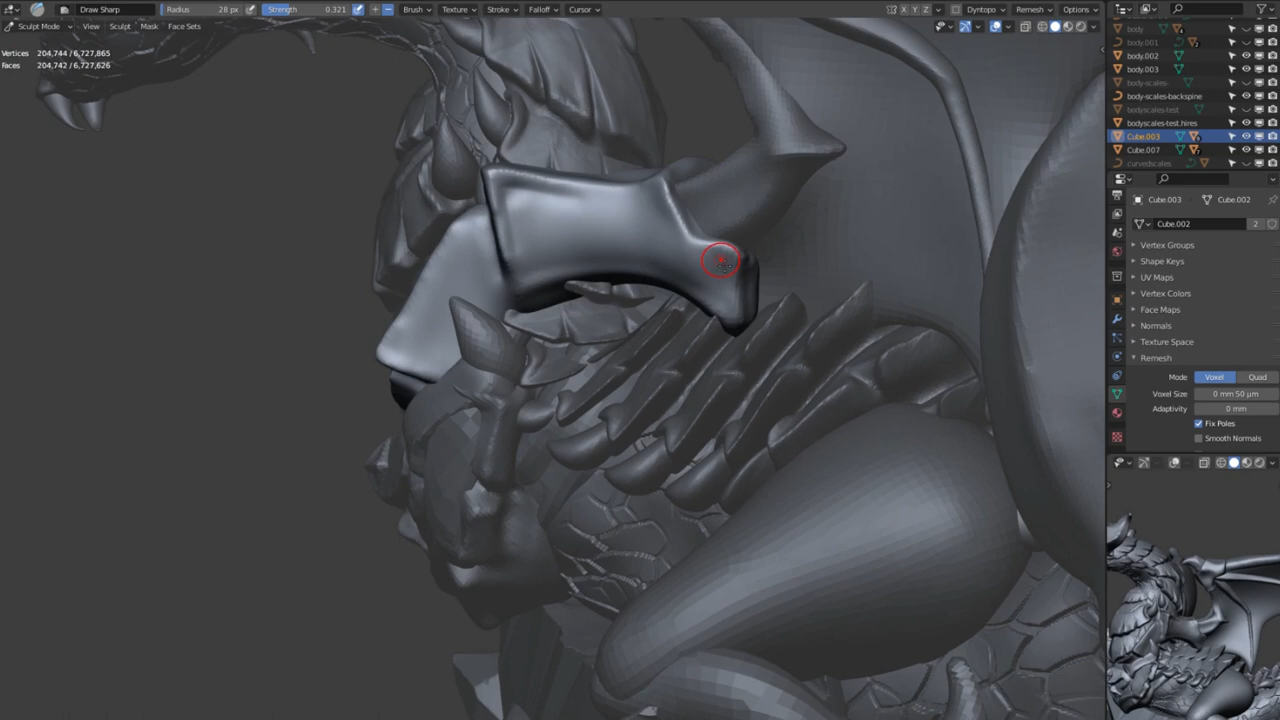 Draw Sharp Radius 28 px Strength 0.321 Brush Texture Stroke Falloff Cursor X Y Z Dyntopo Remesh Options
Sculpt Mode View Sculpt Mask Face Sets
Vertices 204,744 / 6,727,865
Faces 204,742 / 6,727,626
body
body.001
body.002
body.003
body-scales-
body-scales-backspine
bodyscales-test
bodyscales-test.hires
Cube.003
Cube.007
curvedscales
Cube.003 Cube.002
Cube.002 2
Vertex Groups
Shape Keys
UV Maps
Vertex Colors
Face Maps
Normals
Texture Space
Remesh
Mode Voxel Quad
Voxel Size 0 mm 50 µm
Adaptivity 0 mm
Fix Poles
Smooth Normals